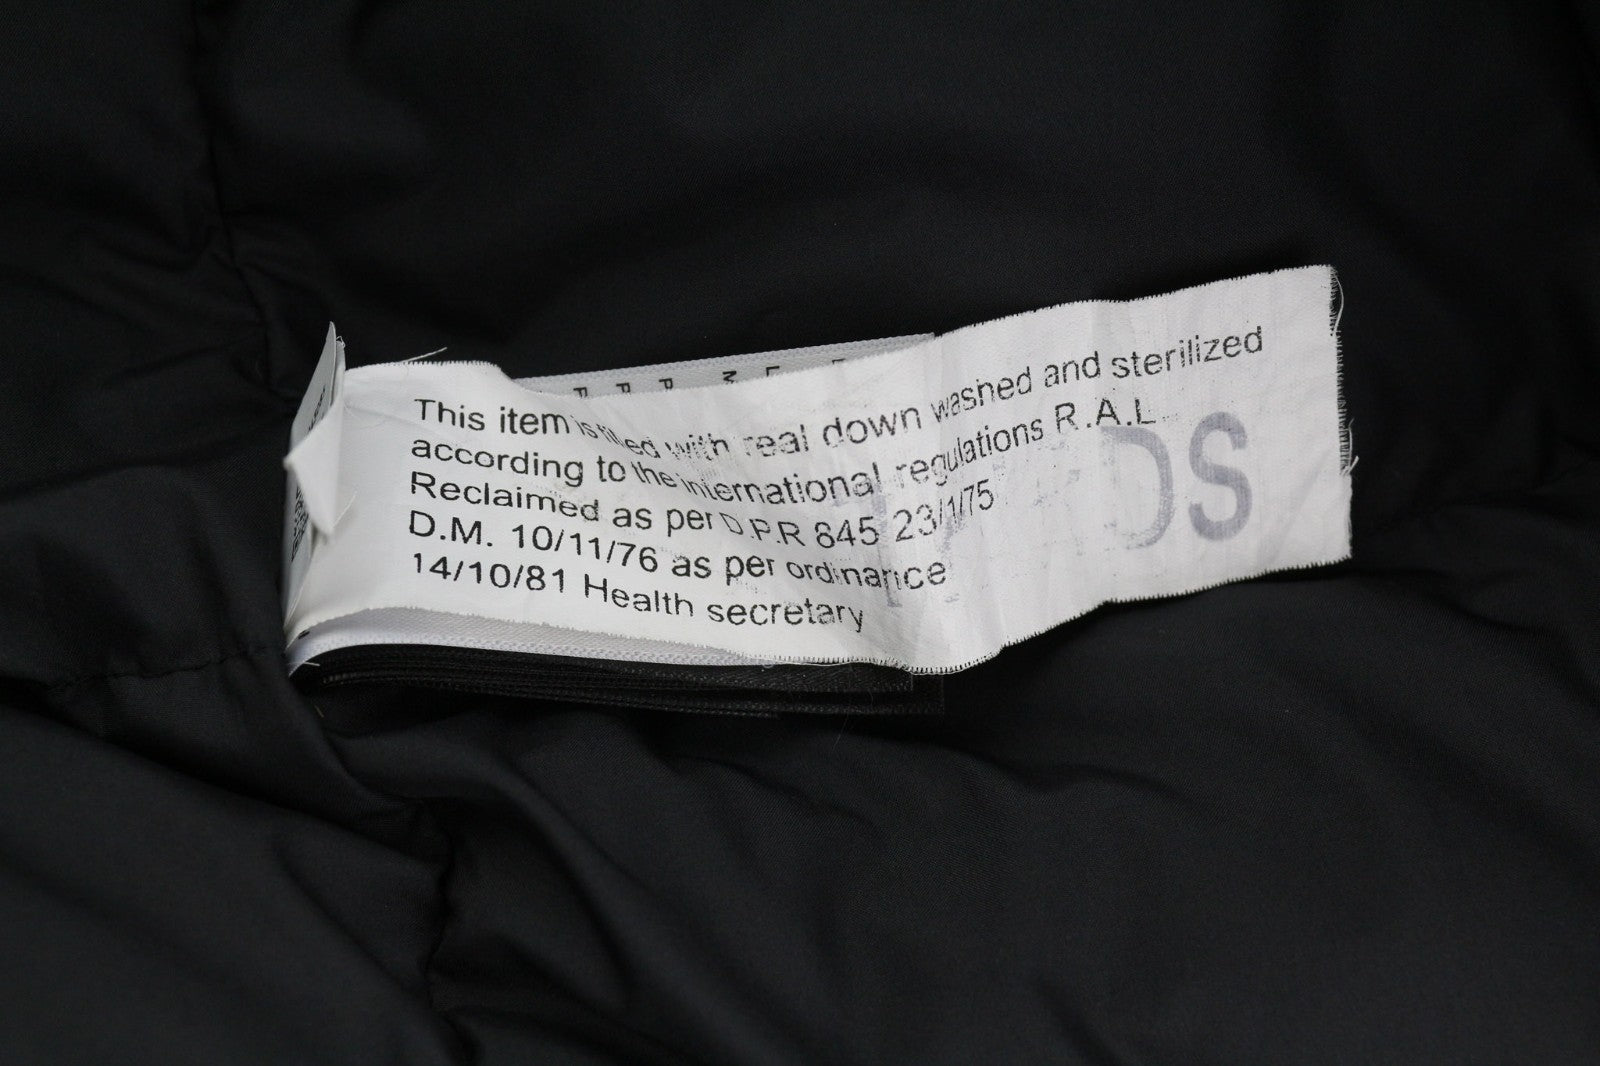 This item is filled with real down washed and sterilized
according to the international regulations R.A.L
Reclaimed as per D.P.R 845 23/1/75
D.M. 10/11/76 as per ordinance
14/10/81 Health secretary
DS